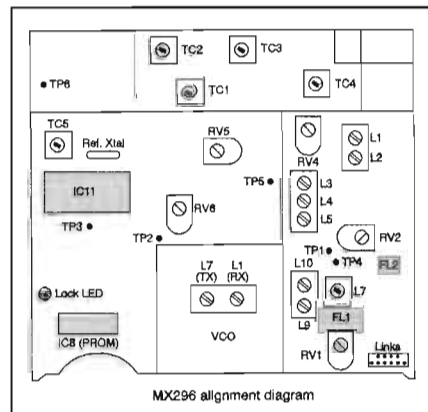 TC2
TC3
TP6
TC1
TC4
TC5
Ref. Xtal
RV5
RV4
L1
L2
IC11
TP5
L3
L4
L5
RV6
TP3
TP2
RV2
TP1
TP4
L10
FL2
L7 (TX)
L1 (RX)
L7
Lock LED
FL1
L9
IC8 (PROM)
VCO
RV1
Links
MX296 alignment diagram